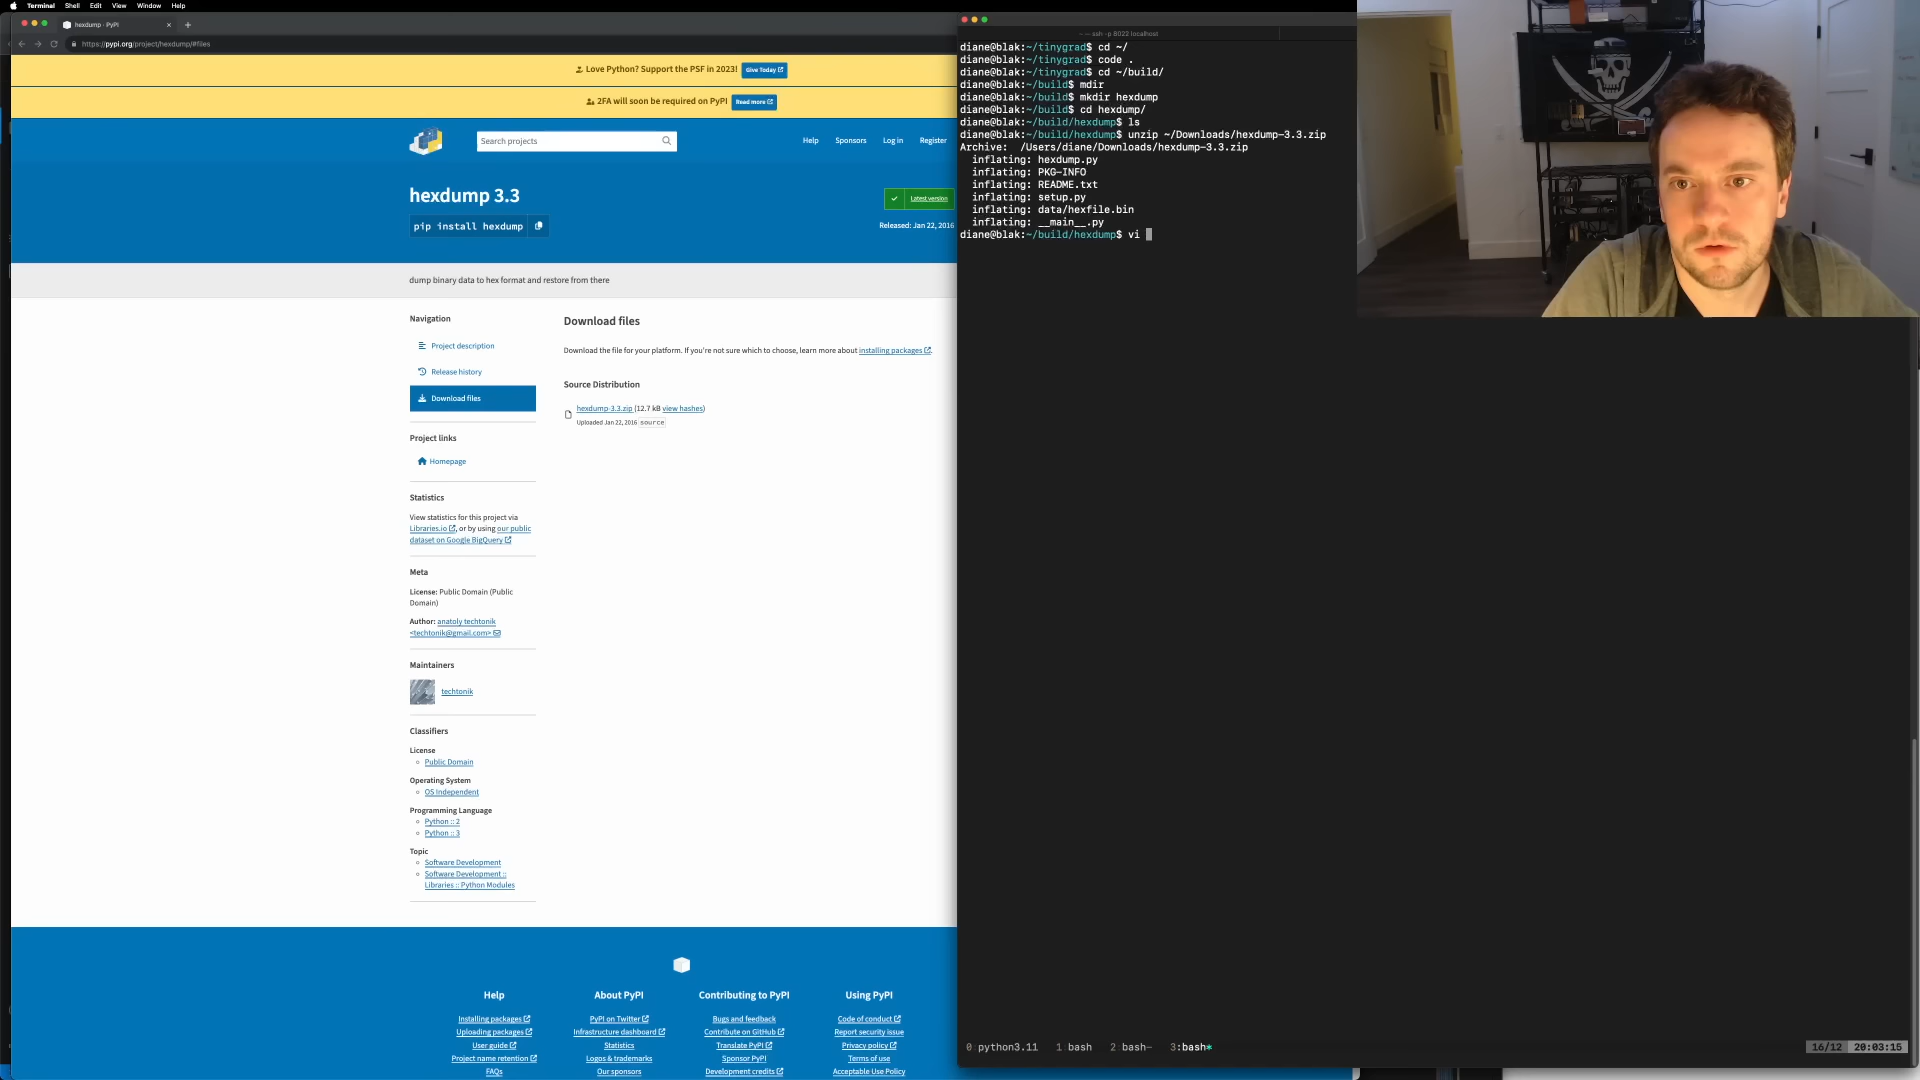 Terminal Shell Edit View Window Help
hexdump · PyPI
https://pypi.org/project/hexdump/#files
Love Python? Support the PSF in 2023! Give Today
2FA will soon be required on PyPI Read more
Search projects
Help Sponsors Log in Register
hexdump 3.3
Latest version
pip install hexdump
Released: Jan 22, 2016
dump binary data to hex format and restore from there
Navigation
Project description
Release history
Download files
Project links
Homepage
Statistics
View statistics for this project via
Libraries.io, or by using our public
dataset on Google BigQuery
Meta
License: Public Domain (Public
Domain)
Author: anatoly techtonik
<techtonik@gmail.com>
Maintainers
techtonik
Classifiers
License
Public Domain
Operating System
OS Independent
Programming Language
Python :: 2
Python :: 3
Topic
Software Development
Software Development ::
Libraries :: Python Modules
Download files
Download the file for your platform. If you're not sure which to choose, learn more about installing packages.
Source Distribution
hexdump-3.3.zip (12.7 kB view hashes)
Uploaded Jan 22, 2016 source
Help
Installing packages
Uploading packages
User guide
Project name retention
FAQs
About PyPI
PyPI on Twitter
Infrastructure dashboard
Statistics
Logos & trademarks
Our sponsors
Contributing to PyPI
Bugs and feedback
Contribute on GitHub
Translate PyPI
Sponsor PyPI
Development credits
Using PyPI
Code of conduct
Report security issue
Privacy policy
Terms of use
Acceptable Use Policy
ssh -p 8022 localhost
diane@blak:~/tinygrad$ cd ~/
diane@blak:~/tinygrad$ code .
diane@blak:~/tinygrad$ cd ~/build/
diane@blak:~/build$ mdir
diane@blak:~/build$ mkdir hexdump
diane@blak:~/build$ cd hexdump/
diane@blak:~/build/hexdump$ ls
diane@blak:~/build/hexdump$ unzip ~/Downloads/hexdump-3.3.zip
Archive:  /Users/diane/Downloads/hexdump-3.3.zip
  inflating: hexdump.py
  inflating: PKG-INFO
  inflating: README.txt
  inflating: setup.py
  inflating: data/hexfile.bin
  inflating: __main__.py
diane@blak:~/build/hexdump$ vi
0 python3.11 1 bash 2 bash- 3:bash* 16/12 20:03:15